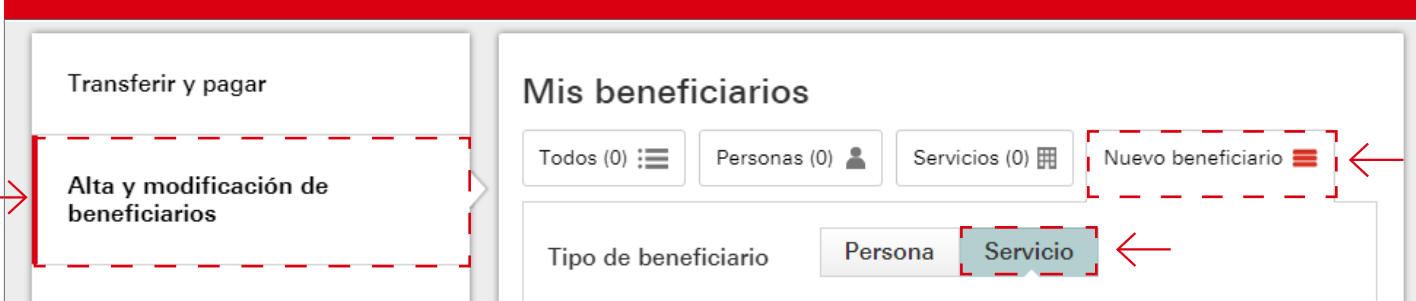 Transferir y pagar
Alta y modificación de
beneficiarios
Mis beneficiarios
Todos (0)
Personas (0)
Servicios (0)
Nuevo beneficiario
Tipo de beneficiario
Persona
Servicio